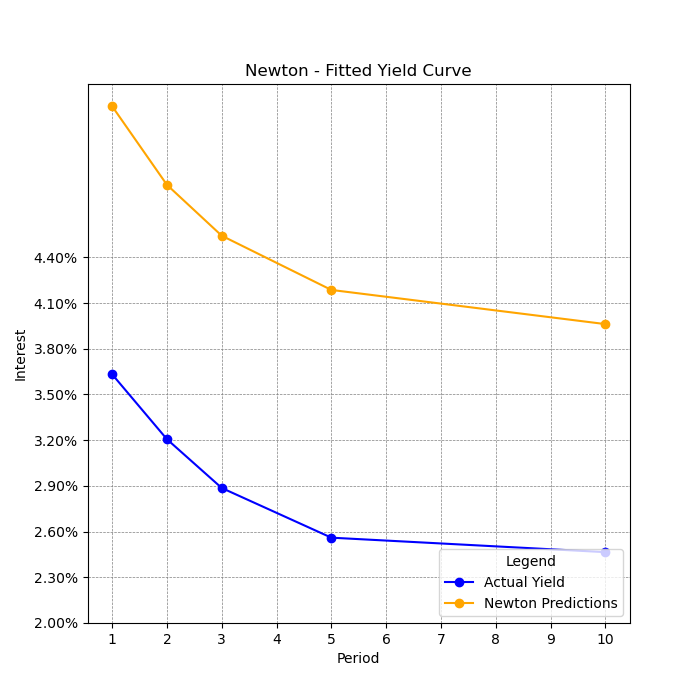 Newton - Fitted Yield Curve
Interest
4.40%
4.10%
3.80%
3.50%
3.20%
2.90%
2.60%
2.30%
2.00%
Legend
Actual Yield
Newton Predictions
1 2 3 4 5 6 7 8 9 10
Period